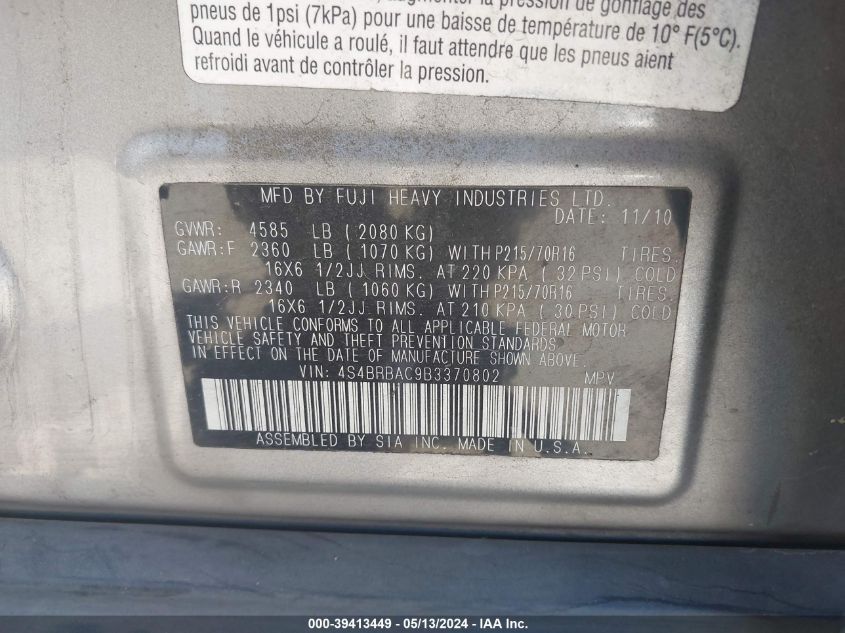 augmenter la pression de gonflage des
pneus de 1psi (7kPa) pour une baisse de température de 10° F(5°C).
Quand le véhicule a roulé, il faut attendre que les pneus aient
refroidi avant de contrôler la pression.
MFD BY FUJI HEAVY INDUSTRIES LTD.
DATE: 11/10
GVWR: 4585 LB ( 2080 KG)
GAWR:F 2360 LB ( 1070 KG) WITH P215/70R16 TIRES.
16X6 1/2JJ RIMS. AT 220 KPA ( 32 PSI) COLD
GAWR:R 2340 LB ( 1060 KG) WITH P215/70R16 TIRES.
16X6 1/2JJ RIMS. AT 210 KPA ( 30 PSI) COLD
THIS VEHICLE CONFORMS TO ALL APPLICABLE FEDERAL MOTOR
VEHICLE SAFETY AND THEFT PREVENTION STANDARDS
IN EFFECT ON THE DATE OF MANUFACTURE SHOWN ABOVE.
VIN: 4S4BRBAC9B3370802 MPV
ASSEMBLED BY SIA INC. MADE IN U.S.A.
000-39413449 - 05/13/2024 - IAA Inc.